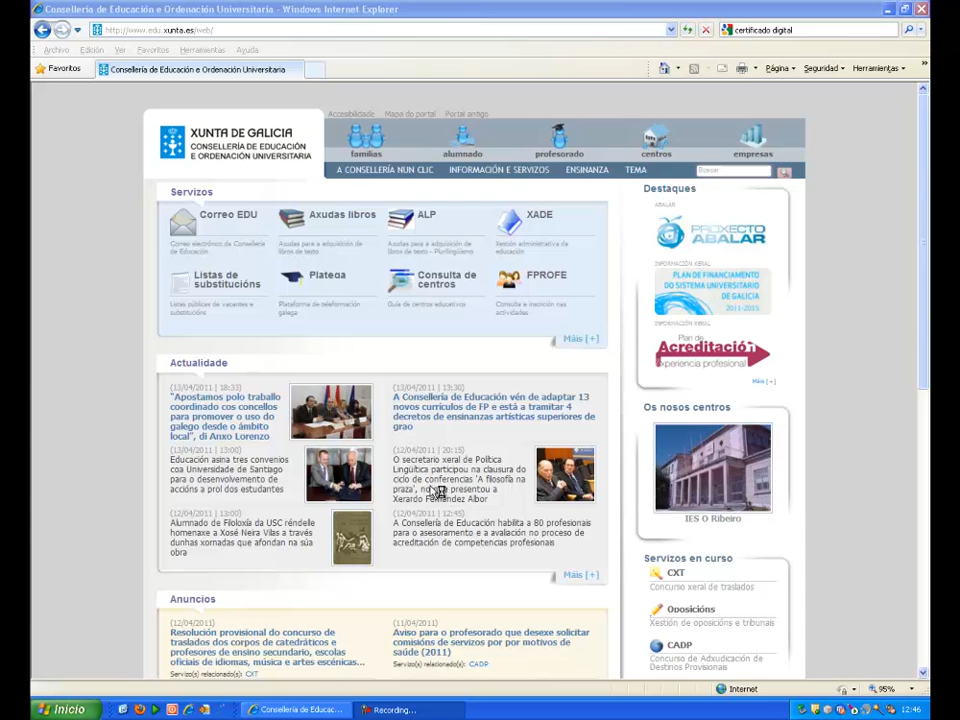 Consellería de Educación e Ordenación Universitaria - Windows Internet Explorer
http://www.edu.xunta.es/web/
certificado digital
Archivo Edición Ver Favoritos Herramientas Ayuda
Favoritos
Consellería de Educación e Ordenación Universitaria
Página
Seguridad
Herramientas
Accesibilidade Mapa do portal Portal antigo
XUNTA DE GALICIA
CONSELLERÍA DE EDUCACIÓN
E ORDENACIÓN UNIVERSITARIA
familias
alumnado
profesorado
centros
empresas
A CONSELLERÍA NUN CLIC INFORMACIÓN E SERVIZOS ENSINANZA TEMA
Buscar
Servizos
Correo EDU
Correo electrónico da Consellería
de Educación
Axudas libros
Axudas para a adquisición de
libros de texto
ALP
Axudas para a adquisición de
libros de texto - Plurilingüismo
XADE
Xestión administrativa da
educación
Listas de
substitucións
Listas públicas de vacantes e
substitucións
Platega
Plataforma de teleformación
galega
Consulta de
centros
Guía de centros educativos
FPROFE
Consulta e inscrición nas
actividades
Máis [+]
Actualidade
(13/04/2011 | 18:33)
"Apostamos polo traballo
coordinado cos concellos
para promover o uso do
galego desde o ámbito
local", di Anxo Lorenzo
(13/04/2011 | 13:30)
A Consellería de Educación vén de adaptar 13
novos currículos de FP e está a tramitar 4
decretos de ensinanzas artísticas superiores de
grao
(13/04/2011 | 13:00)
Educación asina tres convenios
coa Universidade de Santiago
para o desenvolvemento de
accións a prol dos estudantes
(12/04/2011 | 20:15)
O secretario xeral de Política
Lingüítica participou na clausura do
ciclo de conferencias 'A filosofía na
praza', no presentou a
Xerardo Fernández Albor
(12/04/2011 | 13:00)
Alumnado de Filoloxía da USC réndelle
homenaxe a Xosé Neira Vilas a través
dunhas xornadas que afondan na súa
obra
(12/04/2011 | 12:45)
A Consellería de Educación habilita a 80 profesionais
para o asesoramento e a avaliación no proceso de
acreditación de competencias profesionais
Máis [+]
Anuncios
(12/04/2011)
Resolución provisional do concurso de
traslados dos corpos de catedráticos e
profesores de ensino secundario, escolas
oficiais de idiomas, música e artes escénicas...
Servizo(s) relacionado(s): CXT
(11/04/2011)
Aviso para o profesorado que desexe solicitar
comisións de servizos por por motivos de
saúde (2011)
Servizo(s) relacionado(s): CADP
Destaques
ABALAR
PROXECTO
ABALAR
INFORMACIÓN XERAL
PLAN DE FINANCIAMENTO
DO SISTEMA UNIVERSITARIO
DE GALICIA
2011-2015
INFORMACIÓN XERAL
Plan de
Acreditación
Experiencia profesional
Máis [+]
Os nosos centros
IES O Ribeiro
Servizos en curso
CXT
Concurso xeral de traslados
Oposicións
Xestión de oposicións e tribunais
CADP
Concurso de Adxudicación de
Destinos Provisionais
Internet
95%
Inicio
Consellería de Educac...
Recording...
12:46